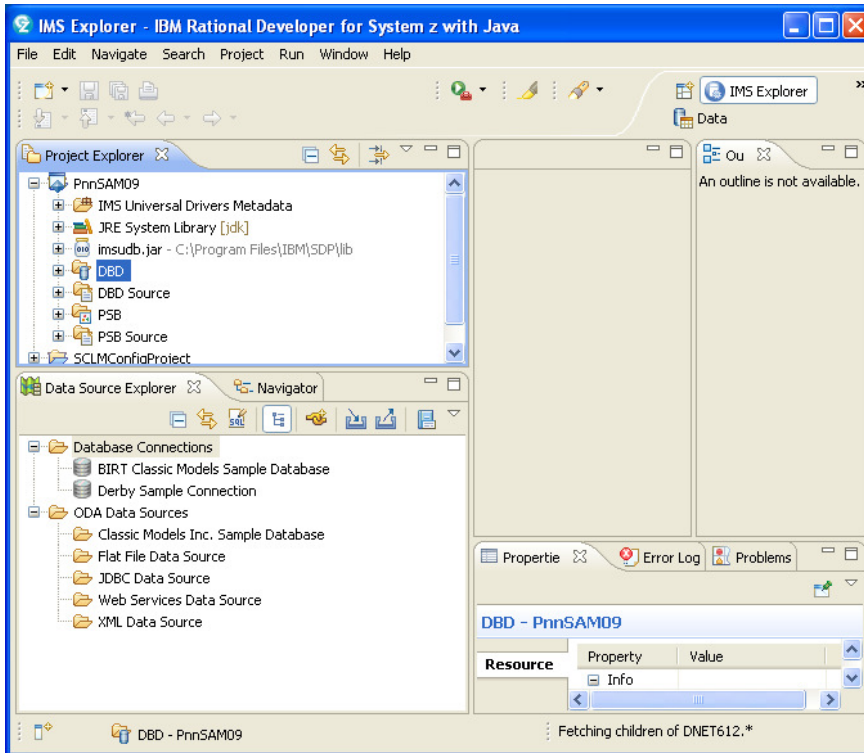 IMS Explorer - IBM Rational Developer for System z with Java
File Edit Navigate Search Project Run Window Help
IMS Explorer
Data
Project Explorer
PnnSAM09
IMS Universal Drivers Metadata
JRE System Library [jdk]
imsudb.jar - C:\Program Files\IBM\SDP\lib
DBD
DBD Source
PSB
PSB Source
SCLMConfigProject
Ou
An outline is not available.
Data Source Explorer Navigator
Database Connections
BIRT Classic Models Sample Database
Derby Sample Connection
ODA Data Sources
Classic Models Inc. Sample Database
Flat File Data Source
JDBC Data Source
Web Services Data Source
XML Data Source
Propertie Error Log Problems
DBD - PnnSAM09
Resource
Property Value
Info
DBD - PnnSAM09
Fetching children of DNET612.*